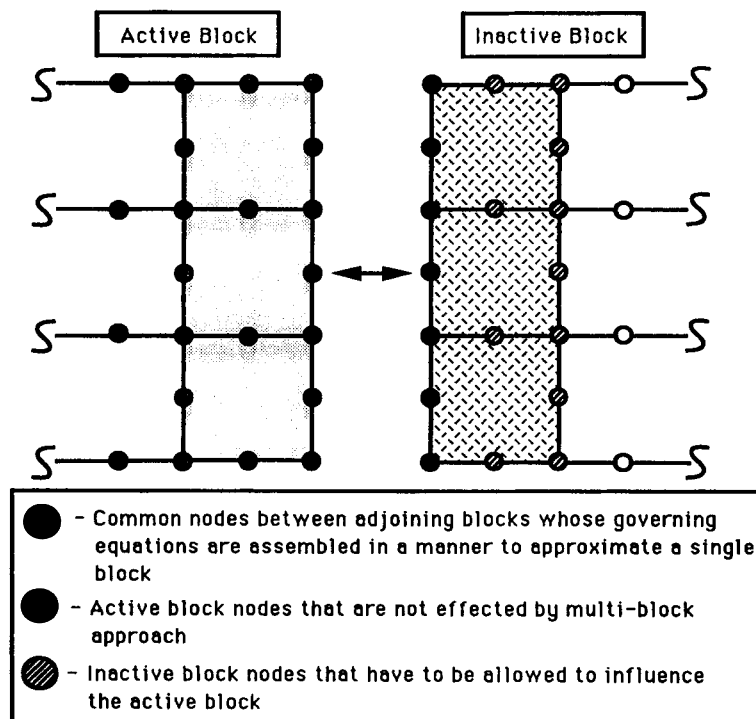 Active Block
Inactive Block
- Common nodes between adjoining blocks whose governing
equations are assembled in a manner to approximate a single
block
- Active block nodes that are not effected by multi-block
approach
- Inactive block nodes that have to be allowed to influence
the active block